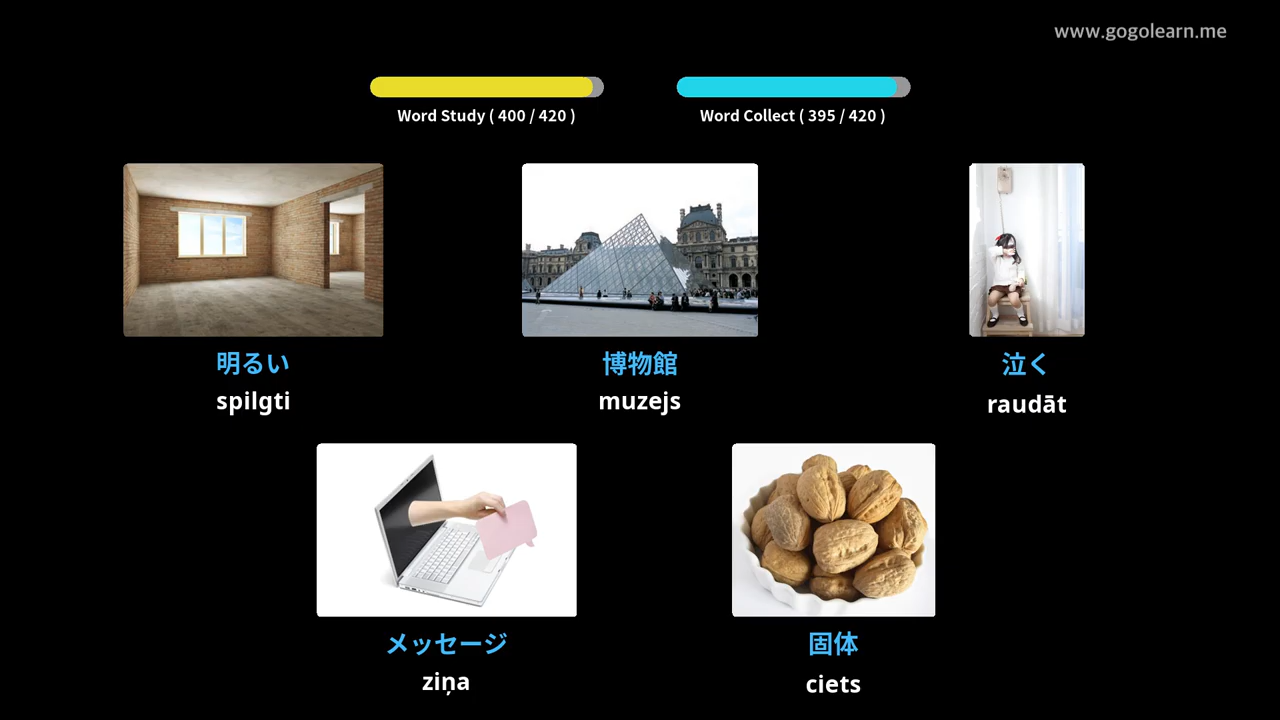 www.gogolearn.me
Word Study ( 400 / 420 )
Word Collect ( 395 / 420 )
明るい
spilgti
博物館
muzejs
泣く
raudāt
メッセージ
ziņa
固体
ciets